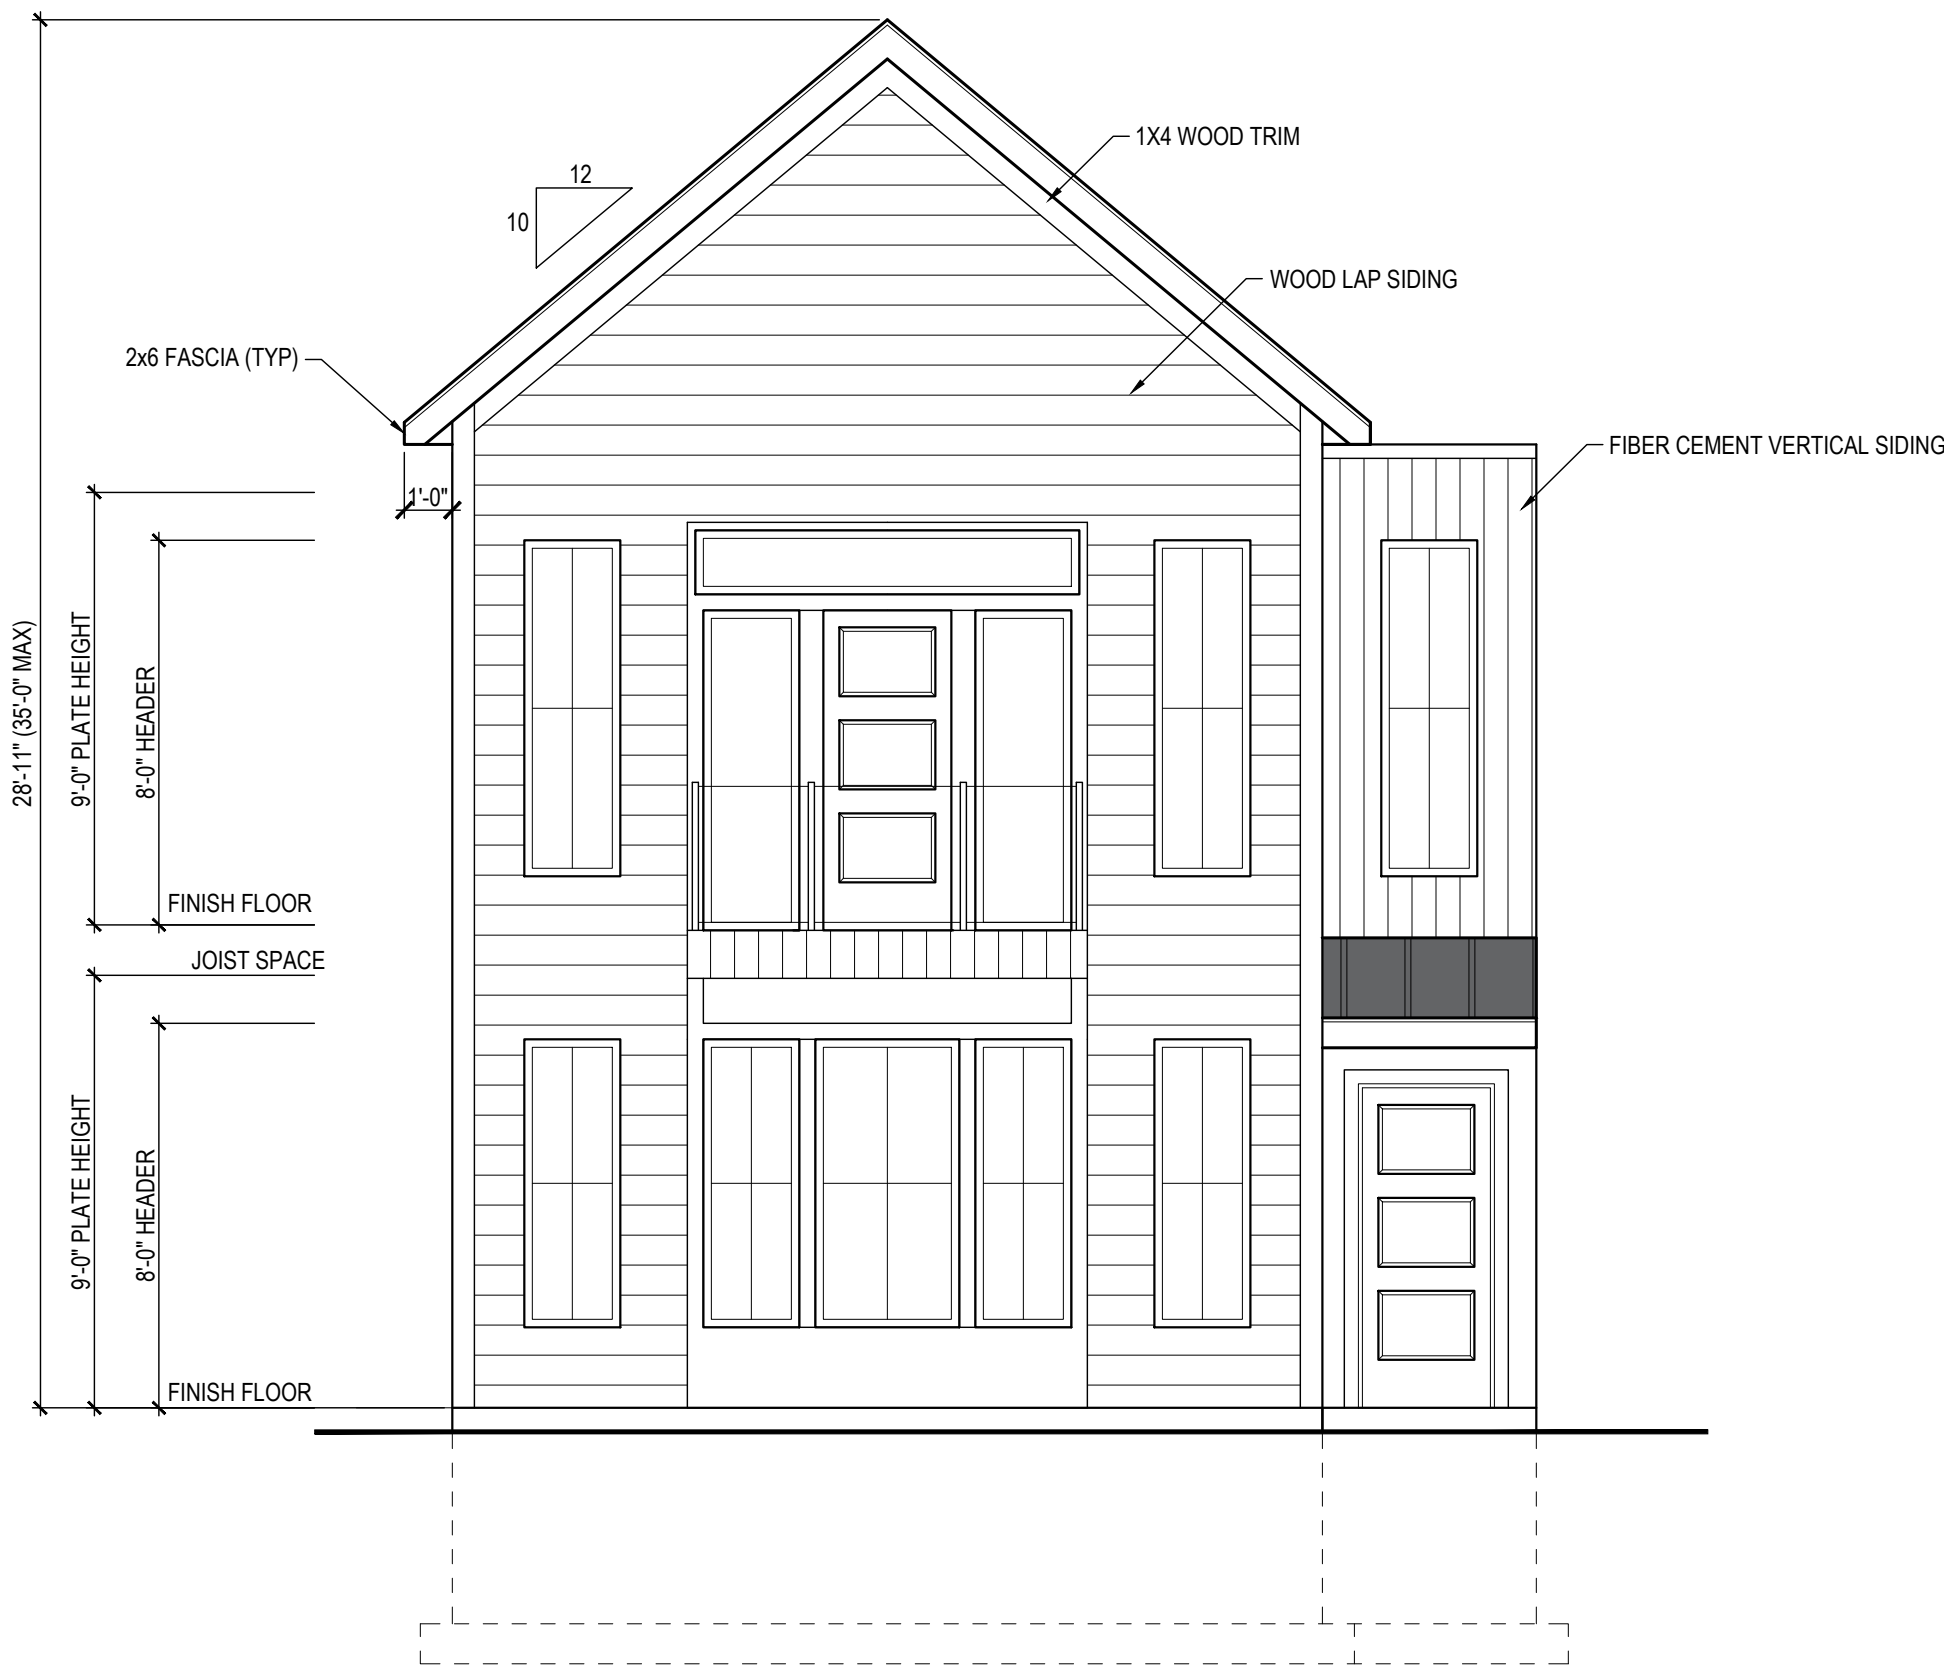 1X4 WOOD TRIM
12
10
WOOD LAP SIDING
2x6 FASCIA (TYP)
FIBER CEMENT VERTICAL SIDING
1'-0"
28'-11" (35'-0" MAX)
9'-0" PLATE HEIGHT
8'-0" HEADER
FINISH FLOOR
JOIST SPACE
9'-0" PLATE HEIGHT
8'-0" HEADER
FINISH FLOOR